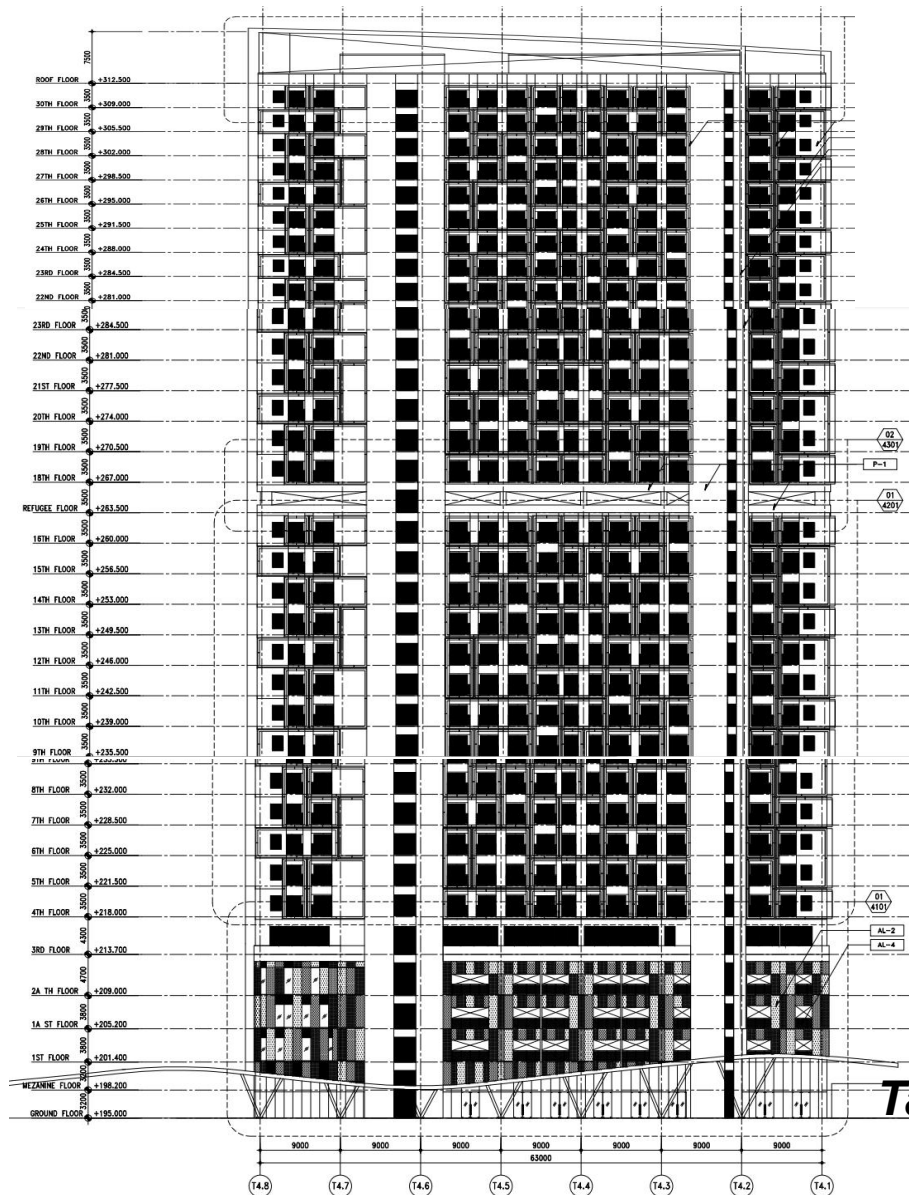 7500
ROOF FLOOR +312.500
3500
30TH FLOOR +309.000
3500
29TH FLOOR +305.500
3500
28TH FLOOR +302.000
3500
27TH FLOOR +298.500
3500
26TH FLOOR +295.000
3500
25TH FLOOR +291.500
3500
24TH FLOOR +288.000
3500
23RD FLOOR +284.500
3500
22ND FLOOR +281.000
23RD FLOOR +284.500
3500
22ND FLOOR +281.000
3500
21ST FLOOR +277.500
3500
20TH FLOOR +274.000
3500
02
4301
19TH FLOOR +270.500
3500
P-1
18TH FLOOR +267.000
3500
01
4201
REFUGEE FLOOR +263.500
3500
16TH FLOOR +260.000
3500
15TH FLOOR +256.500
3500
14TH FLOOR +253.000
3500
13TH FLOOR +249.500
3500
12TH FLOOR +246.000
3500
11TH FLOOR +242.500
3500
10TH FLOOR +239.000
3500
9TH FLOOR +235.500
3500
8TH FLOOR +232.000
3500
7TH FLOOR +228.500
3500
6TH FLOOR +225.000
3500
5TH FLOOR +221.500
3500
01
4101
4TH FLOOR +218.000
4300
AL-2
AL-4
3RD FLOOR +213.700
4700
2A TH FLOOR +209.000
3800
1A ST FLOOR +205.200
3800
1ST FLOOR +201.400
MEZANINE FLOOR +198.200
3200
GROUND FLOOR +195.000
9000 9000 9000 9000 9000 9000 9000
63000
T4.8 T4.7 T4.6 T4.5 T4.4 T4.3 T4.2 T4.1